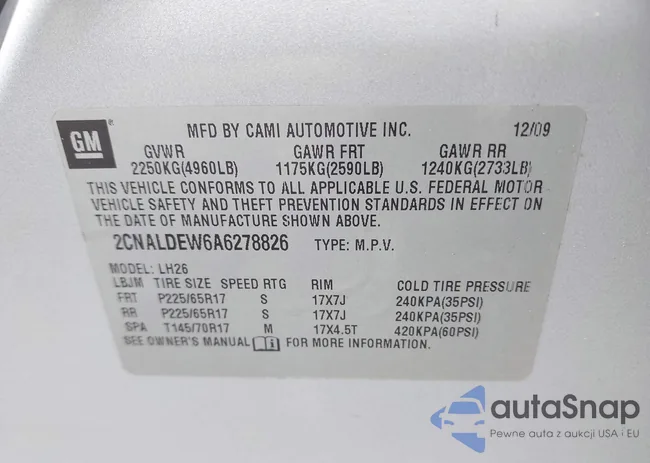 GM
MFD BY CAMI AUTOMOTIVE INC. 12/09
GVWR GAWR FRT GAWR RR
2250KG(4960LB) 1175KG(2590LB) 1240KG(2733LB)
THIS VEHICLE CONFORMS TO ALL APPLICABLE U.S. FEDERAL MOTOR
VEHICLE SAFETY AND THEFT PREVENTION STANDARDS IN EFFECT ON
THE DATE OF MANUFACTURE SHOWN ABOVE.
2CNALDEW6A6278826 TYPE: M.P.V.
MODEL: LH26
LBJM TIRE SIZE SPEED RTG RIM COLD TIRE PRESSURE
FRT P225/65R17 S 17X7J 240KPA(35PSI)
RR P225/65R17 S 17X7J 240KPA(35PSI)
SPA T145/70R17 M 17X4.5T 420KPA(60PSI)
SEE OWNER'S MANUAL FOR MORE INFORMATION.
autaSnap
Pewne auta z aukcji USA i EU